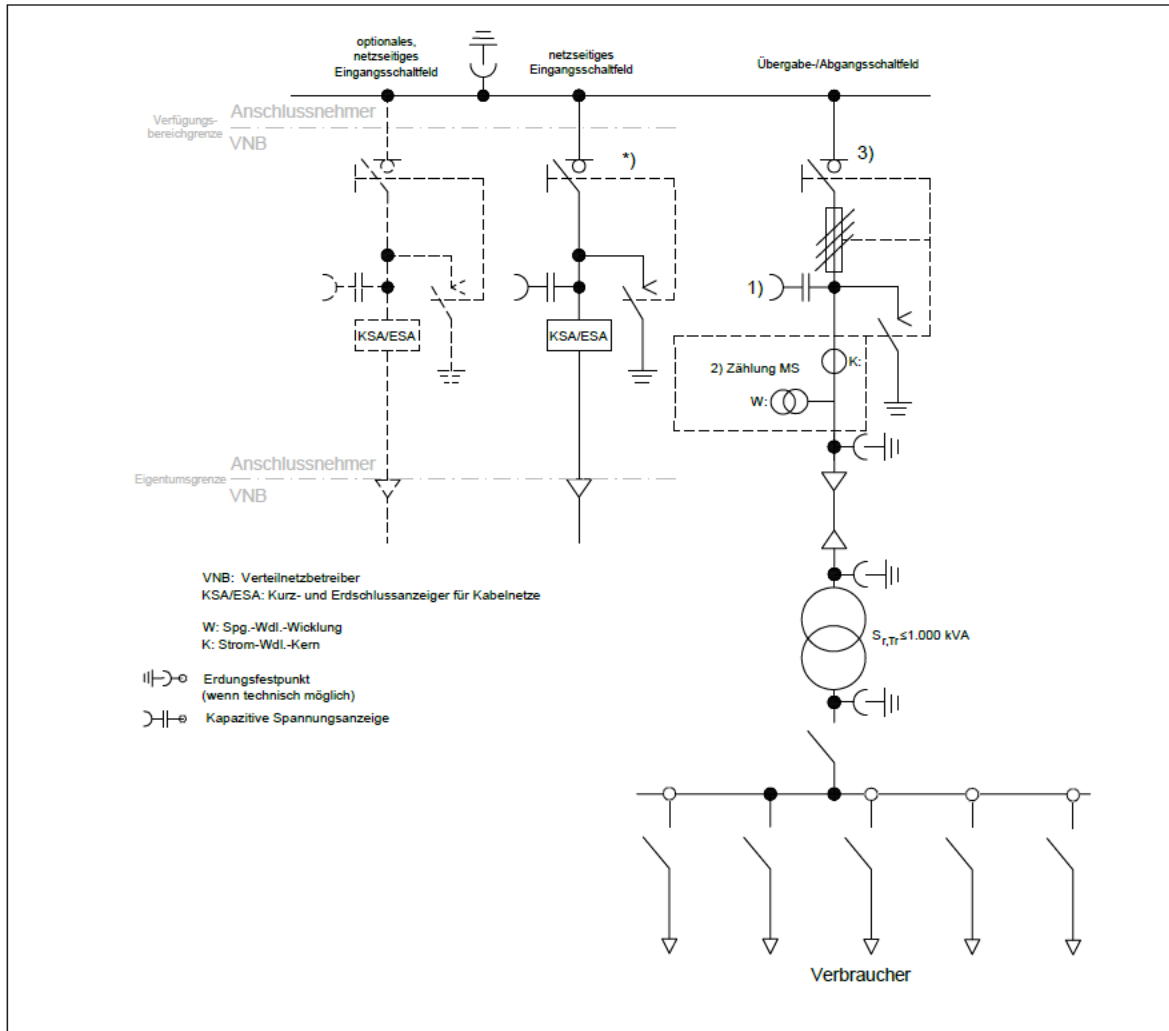 optionales,
netzseitiges
Eingangsschaltfeld
netzseitiges
Eingangsschaltfeld
Übergabe-/Abgangsschaltfeld
Verfügungs-
bereichgrenze
Anschlussnehmer
VNB
*)
3)
1)
KSA/ESA
KSA/ESA
2) Zählung MS
K:
W:
Eigentumsgrenze
Anschlussnehmer
VNB
VNB: Verteilnetzbetreiber
KSA/ESA: Kurz- und Erdschlussanzeiger für Kabelnetze
W: Spg.-Wdl.-Wicklung
K: Strom-Wdl.-Kern
Erdungsfestpunkt
(wenn technisch möglich)
Kapazitive Spannungsanzeige
Sr,Tr≤1.000 kVA
Verbraucher